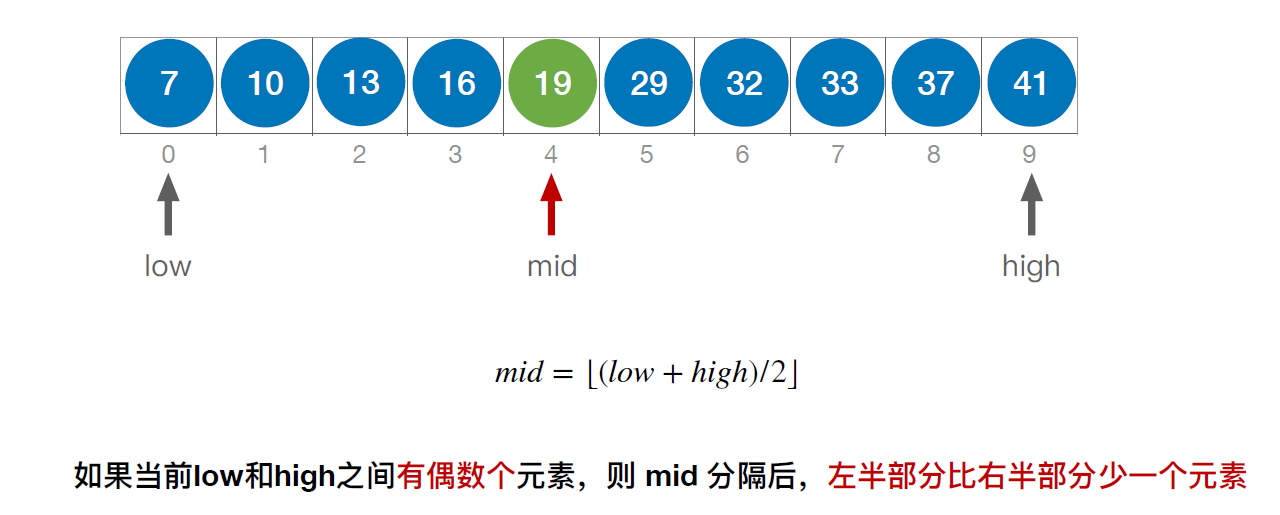 7 10 13 16 19 29 32 33 37 41
0 1 2 3 4 5 6 7 8 9
low mid high
mid = ⌊(low + high)/2⌋
如果当前low和high之间有偶数个元素，则 mid 分隔后，左半部分比右半部分少一个元素